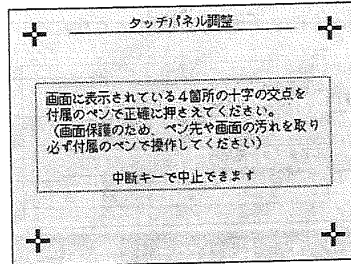 タッチパネル調整
画面に表示されている4箇所の十字の交点を
付属のペンで正確に押さえてください。
(画面保護のため、ペン先や画面の汚れを取り
必ず付属のペンで操作してください)
中断キーで中止できます